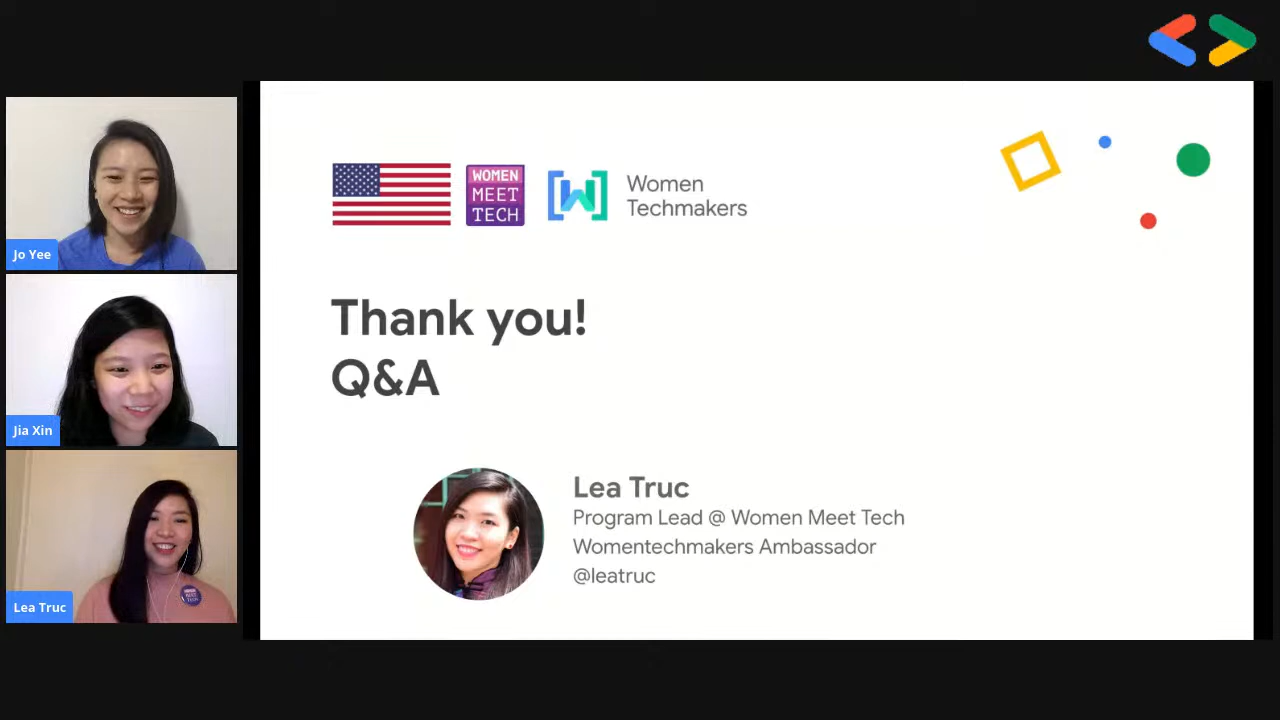 Jo Yee
Jia Xin
Lea Truc
WOMEN
MEET
TECH
Women
Techmakers
Thank you!
Q&A
Lea Truc
Program Lead @ Women Meet Tech
Womentechmakers Ambassador
@leatruc